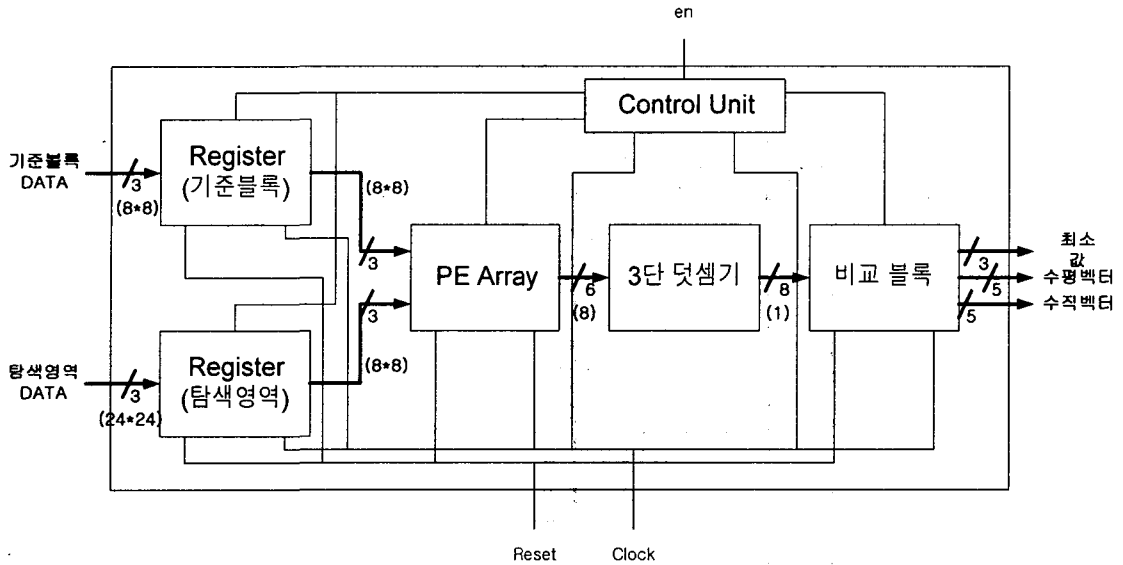 en
Control Unit
기준블록
DATA
3
(8*8)
Register
(기준블록)
(8*8)
3
PE Array
6
(8)
3단 덧셈기
8
(1)
비교 블록
3
5
5
최소
값
수평벡터
수직벡터
탐색영역
DATA
3
(24*24)
Register
(탐색영역)
3
(8*8)
Reset
Clock